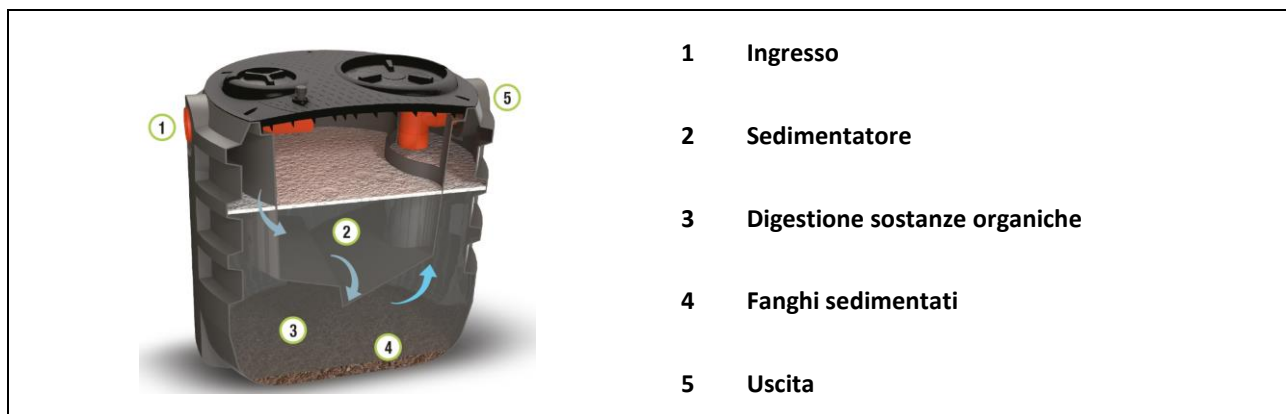 1 Ingresso
2 Sedimentatore
3 Digestione sostanze organiche
4 Fanghi sedimentati
5 Uscita
1
5
2
3
4